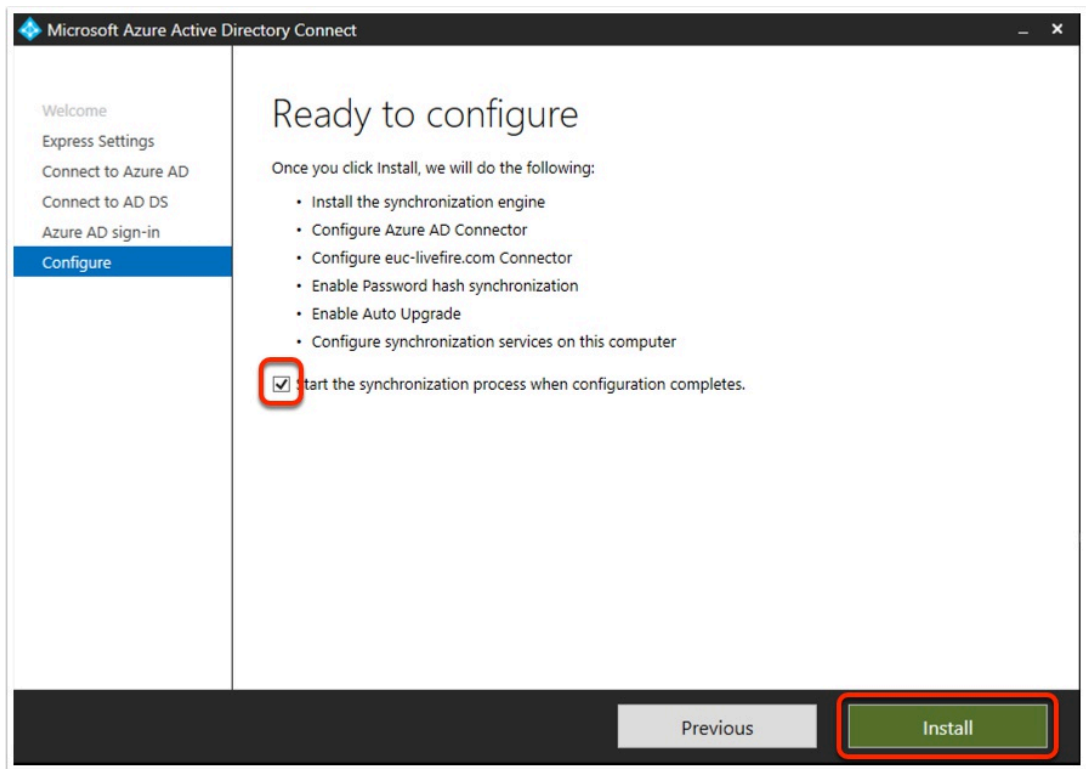 Microsoft Azure Active Directory Connect
Welcome
Express Settings
Connect to Azure AD
Connect to AD DS
Azure AD sign-in
Configure
Ready to configure
Once you click Install, we will do the following:
• Install the synchronization engine
• Configure Azure AD Connector
• Configure euc-livefire.com Connector
• Enable Password hash synchronization
• Enable Auto Upgrade
• Configure synchronization services on this computer
Start the synchronization process when configuration completes.
Previous
Install